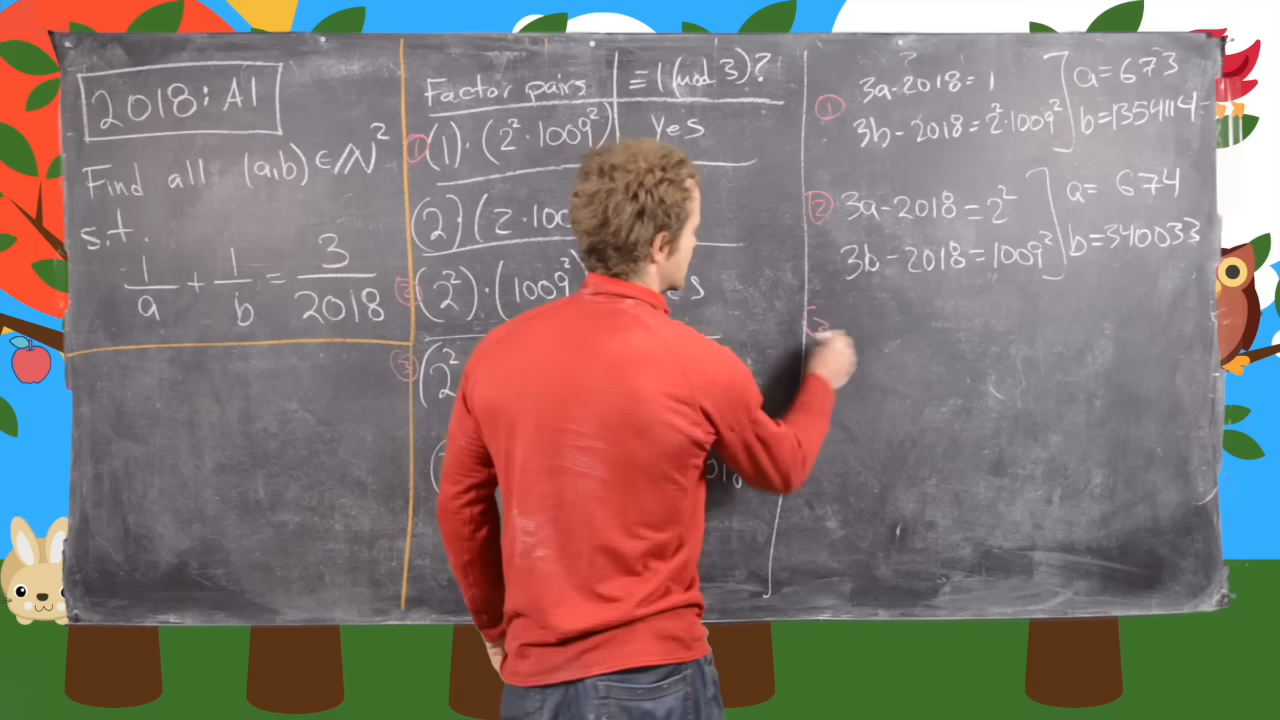 2018: A1
Find all (a,b) ∈ ℕ²
s.t.
1/a + 1/b = 3/2018
Factor pairs
≡ 1 (mod 3)?
① (1)·(2²·1009²)
Yes
(2)(2·100
② (2²)·(1009²)
es
③ (2²
① 3a-2018=1
3b-2018=2²·1009²
a=673
b=1354114
② 3a-2018=2²
3b-2018=1009²
a= 674
b=340033